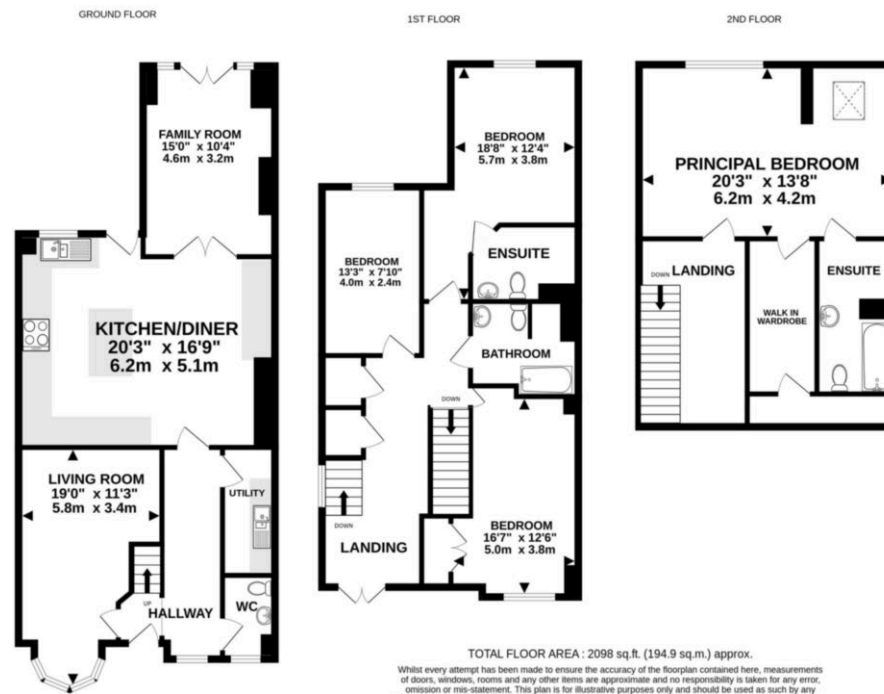 GROUND FLOOR
FAMILY ROOM
15'0" x 10'4"
4.6m x 3.2m
KITCHEN/DINER
20'3" x 16'9"
6.2m x 5.1m
LIVING ROOM
19'0" x 11'3"
5.8m x 3.4m
UTILITY
UP
HALLWAY
WC
1ST FLOOR
BEDROOM
18'8" x 12'4"
5.7m x 3.8m
BEDROOM
13'3" x 7'10"
4.0m x 2.4m
ENSUITE
BATHROOM
DOWN
DOWN
LANDING
BEDROOM
16'7" x 12'6"
5.0m x 3.8m
2ND FLOOR
PRINCIPAL BEDROOM
20'3" x 13'8"
6.2m x 4.2m
DOWN
LANDING
WALK IN
WARDROBE
ENSUITE
TOTAL FLOOR AREA : 2098 sq.ft. (194.9 sq.m.) approx.
Whilst every attempt has been made to ensure the accuracy of the floorplan contained here, measurements
of doors, windows, rooms and any other items are approximate and no responsibility is taken for any error,
omission or mis-statement. This plan is for illustrative purposes only and should be used as such by any